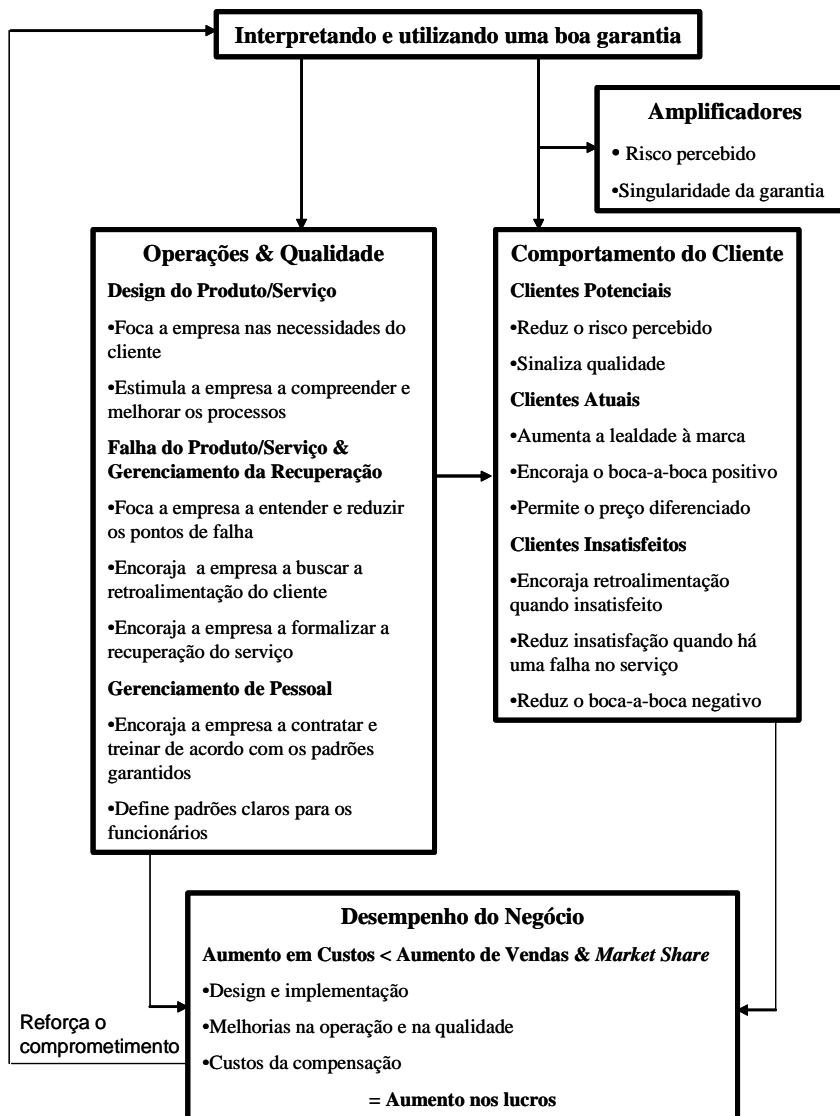 Interpretando e utilizando uma boa garantia
Amplificadores
• Risco percebido
•Singularidade da garantia
Operações & Qualidade
Design do Produto/Serviço
•Foca a empresa nas necessidades do
cliente
•Estimula a empresa a compreender e
melhorar os processos
Falha do Produto/Serviço &
Gerenciamento da Recuperação
•Foca a empresa a entender e reduzir
os pontos de falha
•Encoraja a empresa a buscar a
retroalimentação do cliente
•Encoraja a empresa a formalizar a
recuperação do serviço
Gerenciamento de Pessoal
•Encoraja a empresa a contratar e
treinar de acordo com os padrões
garantidos
•Define padrões claros para os
funcionários
Comportamento do Cliente
Clientes Potenciais
•Reduz o risco percebido
•Sinaliza qualidade
Clientes Atuais
•Aumenta a lealdade à marca
•Encoraja o boca-a-boca positivo
•Permite o preço diferenciado
Clientes Insatisfeitos
•Encoraja retroalimentação
quando insatisfeito
•Reduz insatisfação quando há
uma falha no serviço
•Reduz o boca-a-boca negativo
Desempenho do Negócio
Aumento em Custos < Aumento de Vendas & Market Share
•Design e implementação
•Melhorias na operação e na qualidade
•Custos da compensação
= Aumento nos lucros
Reforça o
comprometimento